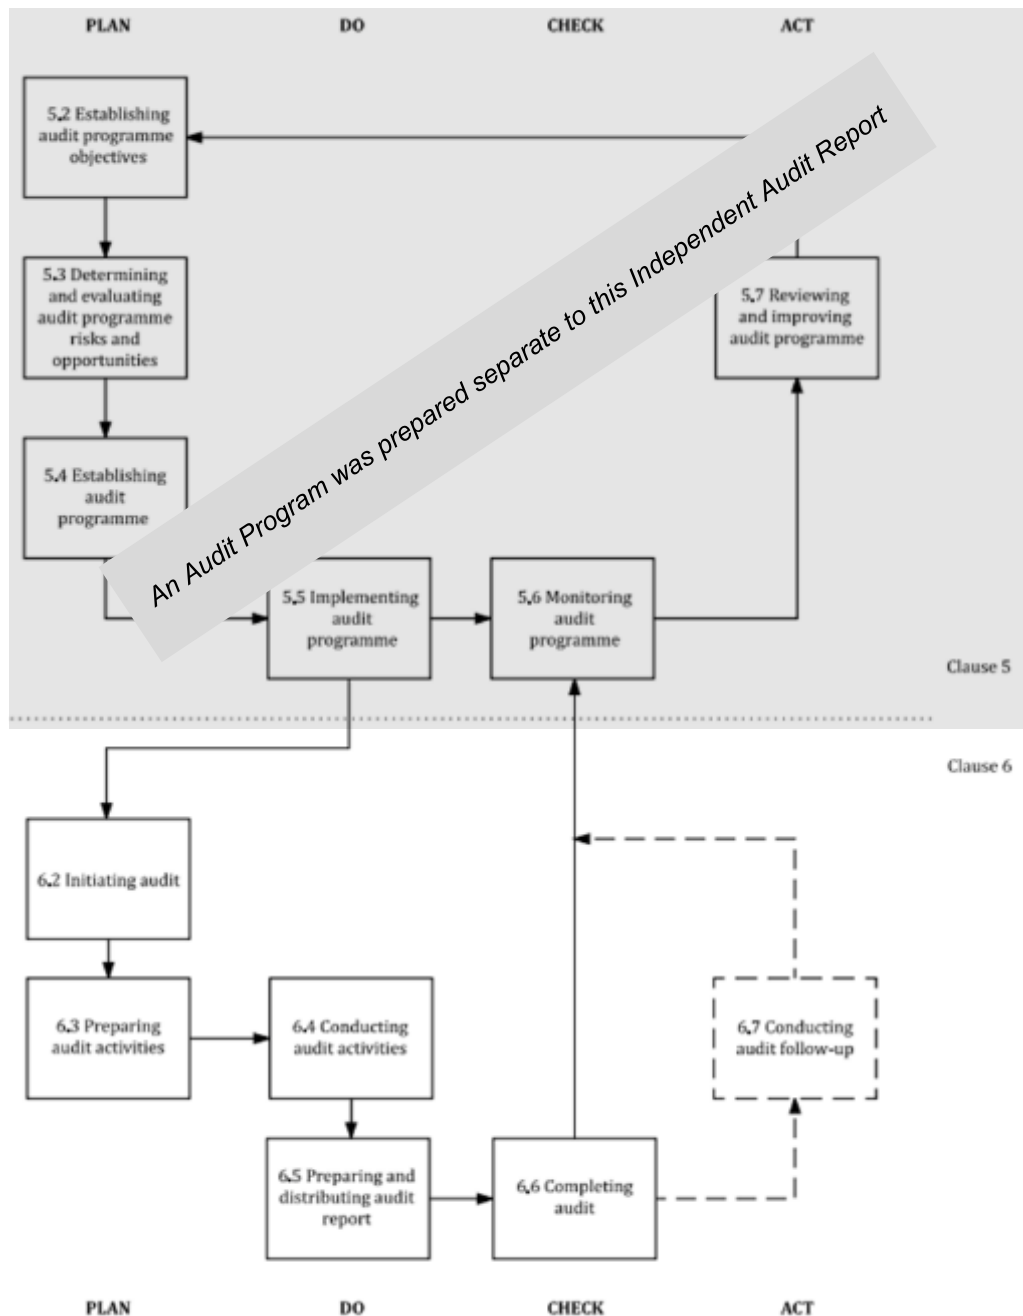 PLAN DO CHECK ACT
5.2 Establishing
audit programme
objectives
5.3 Determining
and evaluating
audit programme
risks and
opportunities
5.4 Establishing
audit
programme
An Audit Program was prepared separate to this Independent Audit Report
5.7 Reviewing
and improving
audit programme
5.5 Implementing
audit
programme
5.6 Monitoring
audit
programme
Clause 5
Clause 6
6.2 Initiating audit
6.3 Preparing
audit activities
6.4 Conducting
audit activities
6.7 Conducting
audit follow-up
6.5 Preparing and
distributing audit
report
6.6 Completing
audit
PLAN DO CHECK ACT